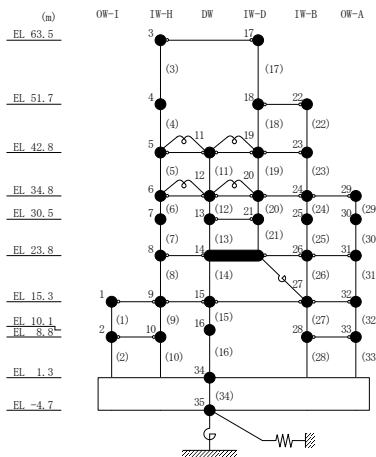 (m) OW-I IW-H DW IW-D IW-B OW-A
EL 63.5 3 17
(3) (17)
EL 51.7 4 18 22
(4) (18) (22)
EL 42.8 5 11 19 23
(5) (11) (19) (23)
EL 34.8 6 12 20 24 29
(6) (12) (20) (24) (29
EL 30.5 7 13 21 25 30
(7) (13) (21) (25) (30
EL 23.8 8 14 26 31
(8) (14) (26) (31
27
EL 15.3 1 9 15 32
(1) (9) (15) (27) (32
EL 10.1 16
EL 8.8 2 10 28 33
(2) (10) (16) (28) (33
EL 1.3 34
(34)
EL -4.7 35